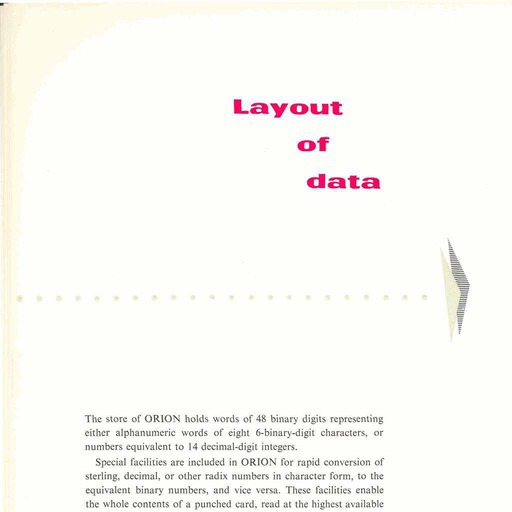 Layout
of
data
The store of ORION holds words of 48 binary digits representing
either alphanumeric words of eight 6-binary-digit characters, or
numbers equivalent to 14 decimal-digit integers.
Special facilities are included in ORION for rapid conversion of
sterling, decimal, or other radix numbers in character form, to the
equivalent binary numbers, and vice versa. These facilities enable
the whole contents of a punched card, read at the highest available